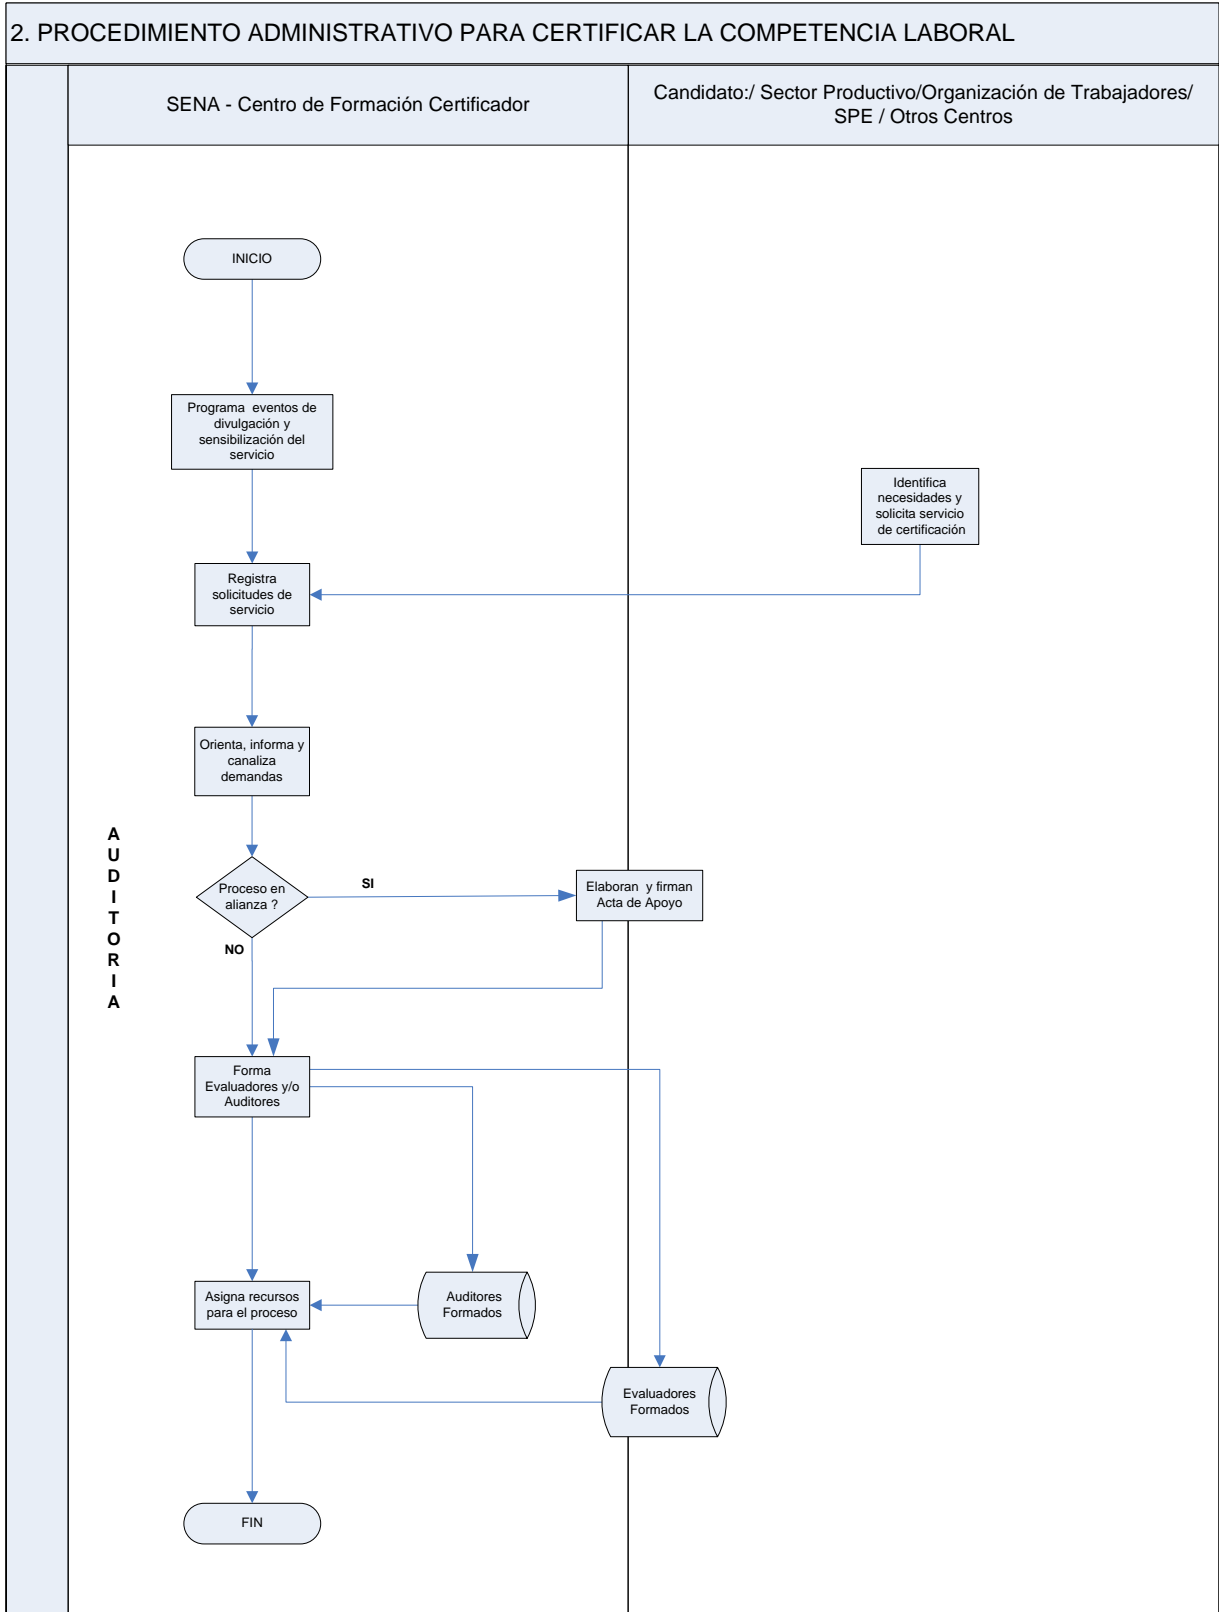 2. PROCEDIMIENTO ADMINISTRATIVO PARA CERTIFICAR LA COMPETENCIA LABORAL
SENA - Centro de Formación Certificador
Candidato:/ Sector Productivo/Organización de Trabajadores/
SPE / Otros Centros
INICIO
Programa eventos de
divulgación y
sensibilización del
servicio
Identifica
necesidades y
solicita servicio
de certificación
Registra
solicitudes de
servicio
Orienta, informa y
canaliza
demandas
A
U
D
I
T
O
R
I
A
Proceso en
alianza ?
SI
Elaboran y firman
Acta de Apoyo
NO
Forma
Evaluadores y/o
Auditores
Asigna recursos
para el proceso
Auditores
Formados
Evaluadores
Formados
FIN